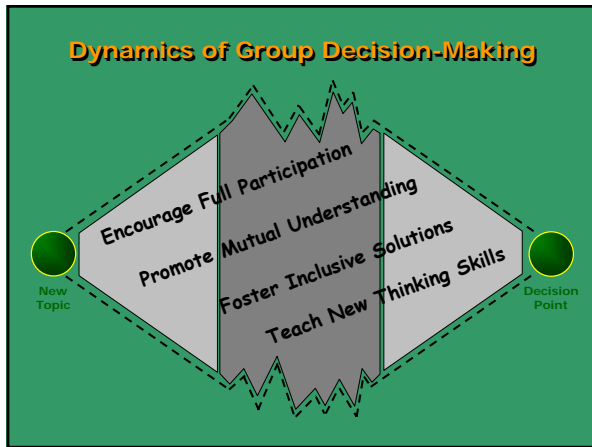 Dynamics of Group Decision-Making
Encourage Full Participation
Promote Mutual Understanding
Foster Inclusive Solutions
Teach New Thinking Skills
New
Topic
Decision
Point